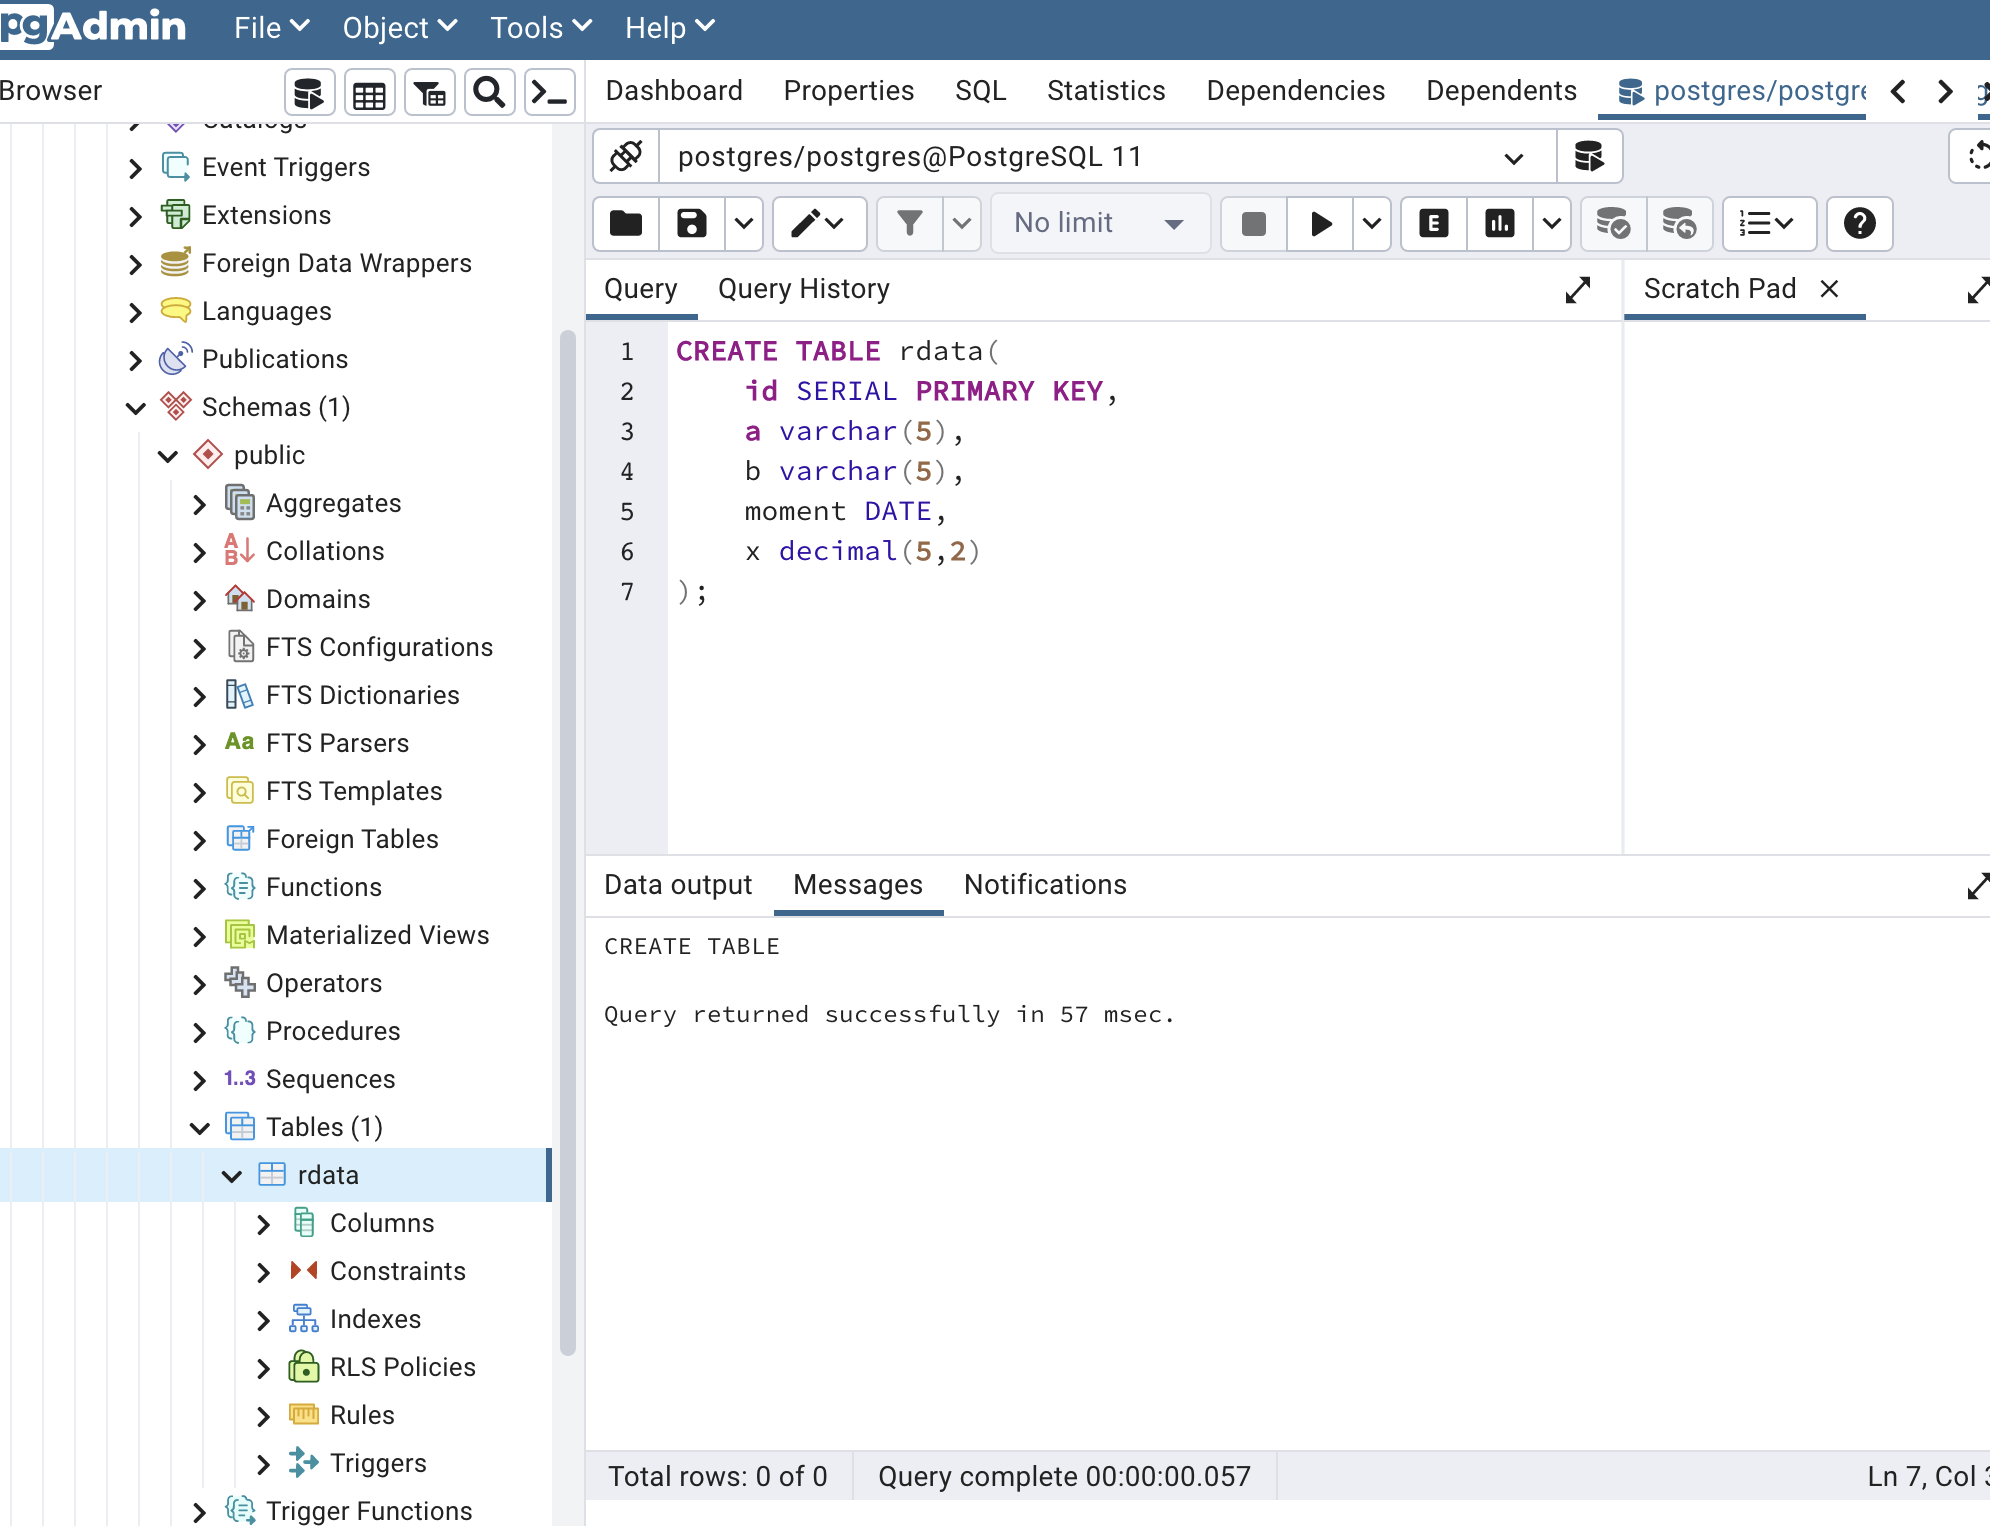 pgAdmin File Object Tools Help
Browser
Dashboard Properties SQL Statistics Dependencies Dependents postgres/postgre
postgres/postgres@PostgreSQL 11
No limit
Query Query History
Scratch Pad
Catalogs
Event Triggers
Extensions
Foreign Data Wrappers
Languages
Publications
Schemas (1)
public
Aggregates
Collations
Domains
FTS Configurations
FTS Dictionaries
FTS Parsers
FTS Templates
Foreign Tables
Functions
Materialized Views
Operators
Procedures
1..3 Sequences
Tables (1)
rdata
Columns
Constraints
Indexes
RLS Policies
Rules
Triggers
Trigger Functions
1 CREATE TABLE rdata(
2 id SERIAL PRIMARY KEY,
3 a varchar(5),
4 b varchar(5),
5 moment DATE,
6 x decimal(5,2)
7 );
Data output Messages Notifications
CREATE TABLE
Query returned successfully in 57 msec.
Total rows: 0 of 0 Query complete 00:00:00.057 Ln 7, Col